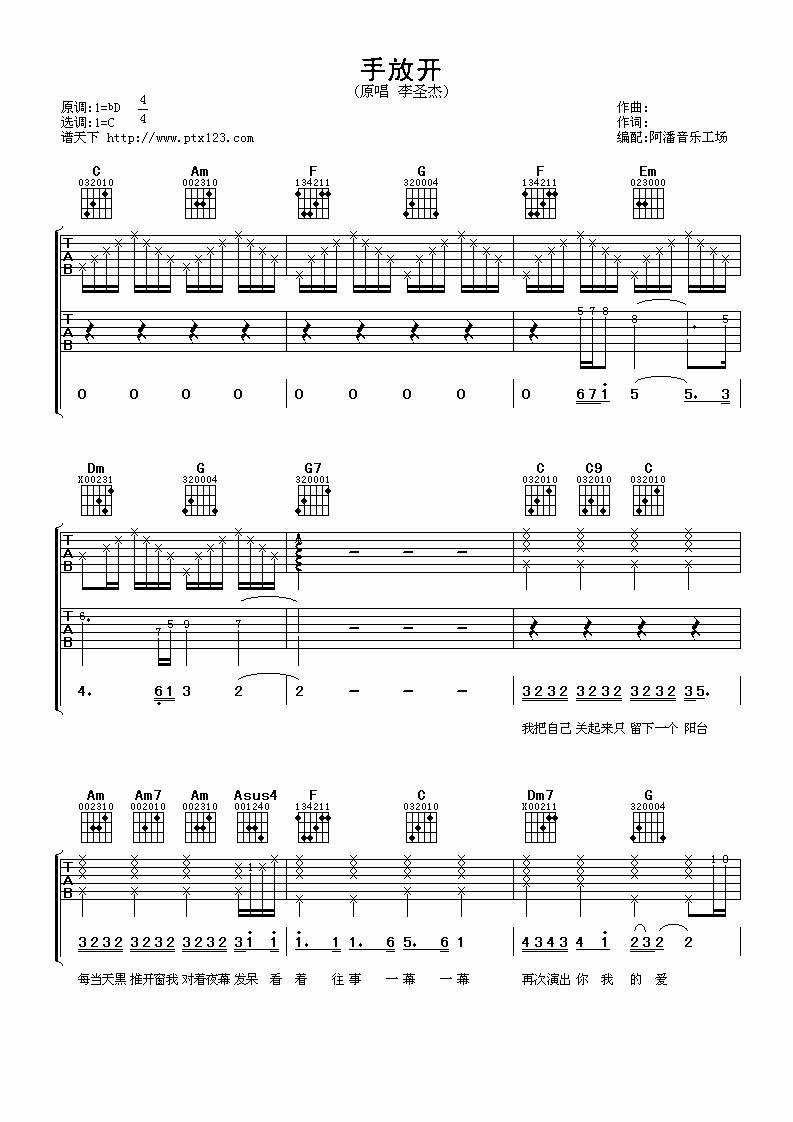 手放开
(原唱 李圣杰)
原调:1=bD 4/4
选调:1=C
谱天下 http://www.ptx123.com
作曲:
作词:
编配:阿潘音乐工场
C Am F G F Em
032010 002310 134211 320004 134211 023000
T A B
T A B
5 7 8 8 5
0 0 0 0 0 0 0 0 0 6 7 1 5 5. 3
Dm G G7 C C9 C
X00231 320004 320001 032010 032010 032010
T A B
T A B
6. 7 5 9 7
4. 6 1 3 2 2 – – – 3 2 3 2 3 2 3 2 3 2 3 2 3 5.
我把自己 关起来只 留下一个 阳台
Am Am7 Am Asus4 F C Dm7 G
002310 002010 002310 001240 134211 032010 X00211 320004
T A B
1 1 0
3 2 3 2 3 2 3 2 3 2 3 2 3 1 1 1. 1 1. 6 5. 6 1 4 3 4 3 4 1 2 3 2 2
每当天黑 推开窗我 对着夜幕 发呆 看 着 往 事 一 幕 一 幕 再次演出 你 我 的 爱